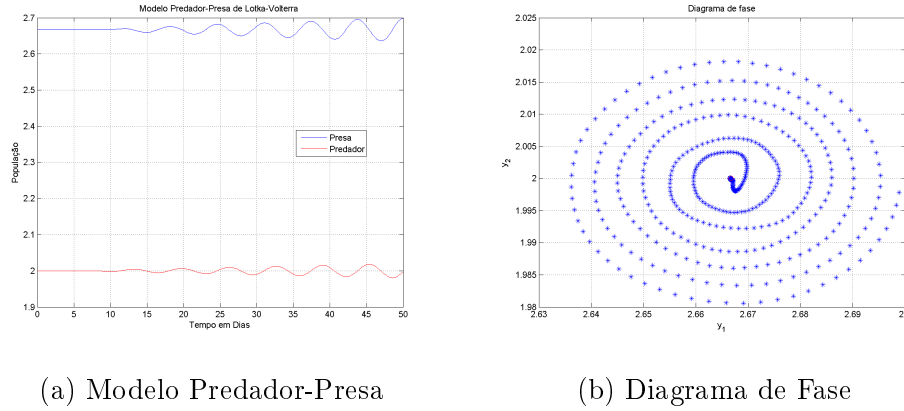 Modelo Predador-Presa de Lotka-Volterra
2.7
2.6
2.5
2.4
2.3
2.2
2.1
2
1.9
População
Presa
Predador
0 5 10 15 20 25 30 35 40 45 50
Tempo em Dias
Diagrama de fase
2.025
2.02
2.015
2.01
2.005
2
1.995
1.99
1.985
1.98
y2
2.63 2.64 2.65 2.66 2.67 2.68 2.69
y1
(a) Modelo Predador-Presa
(b) Diagrama de Fase